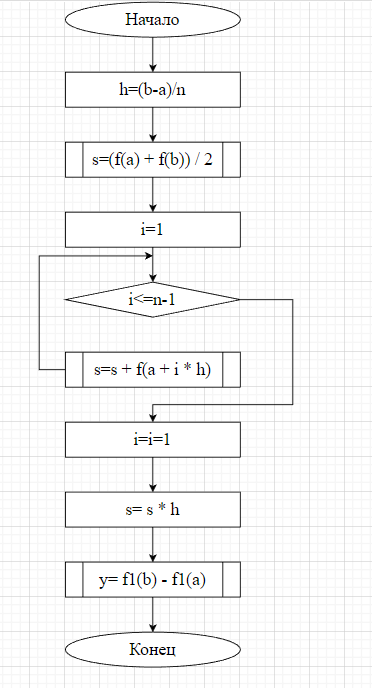 Начало
h=(b-a)/n
s=(f(a) + f(b)) / 2
i=1
i<=n-1
s=s + f(a + i * h)
i=i=1
s= s * h
y= f1(b) - f1(a)
Конец